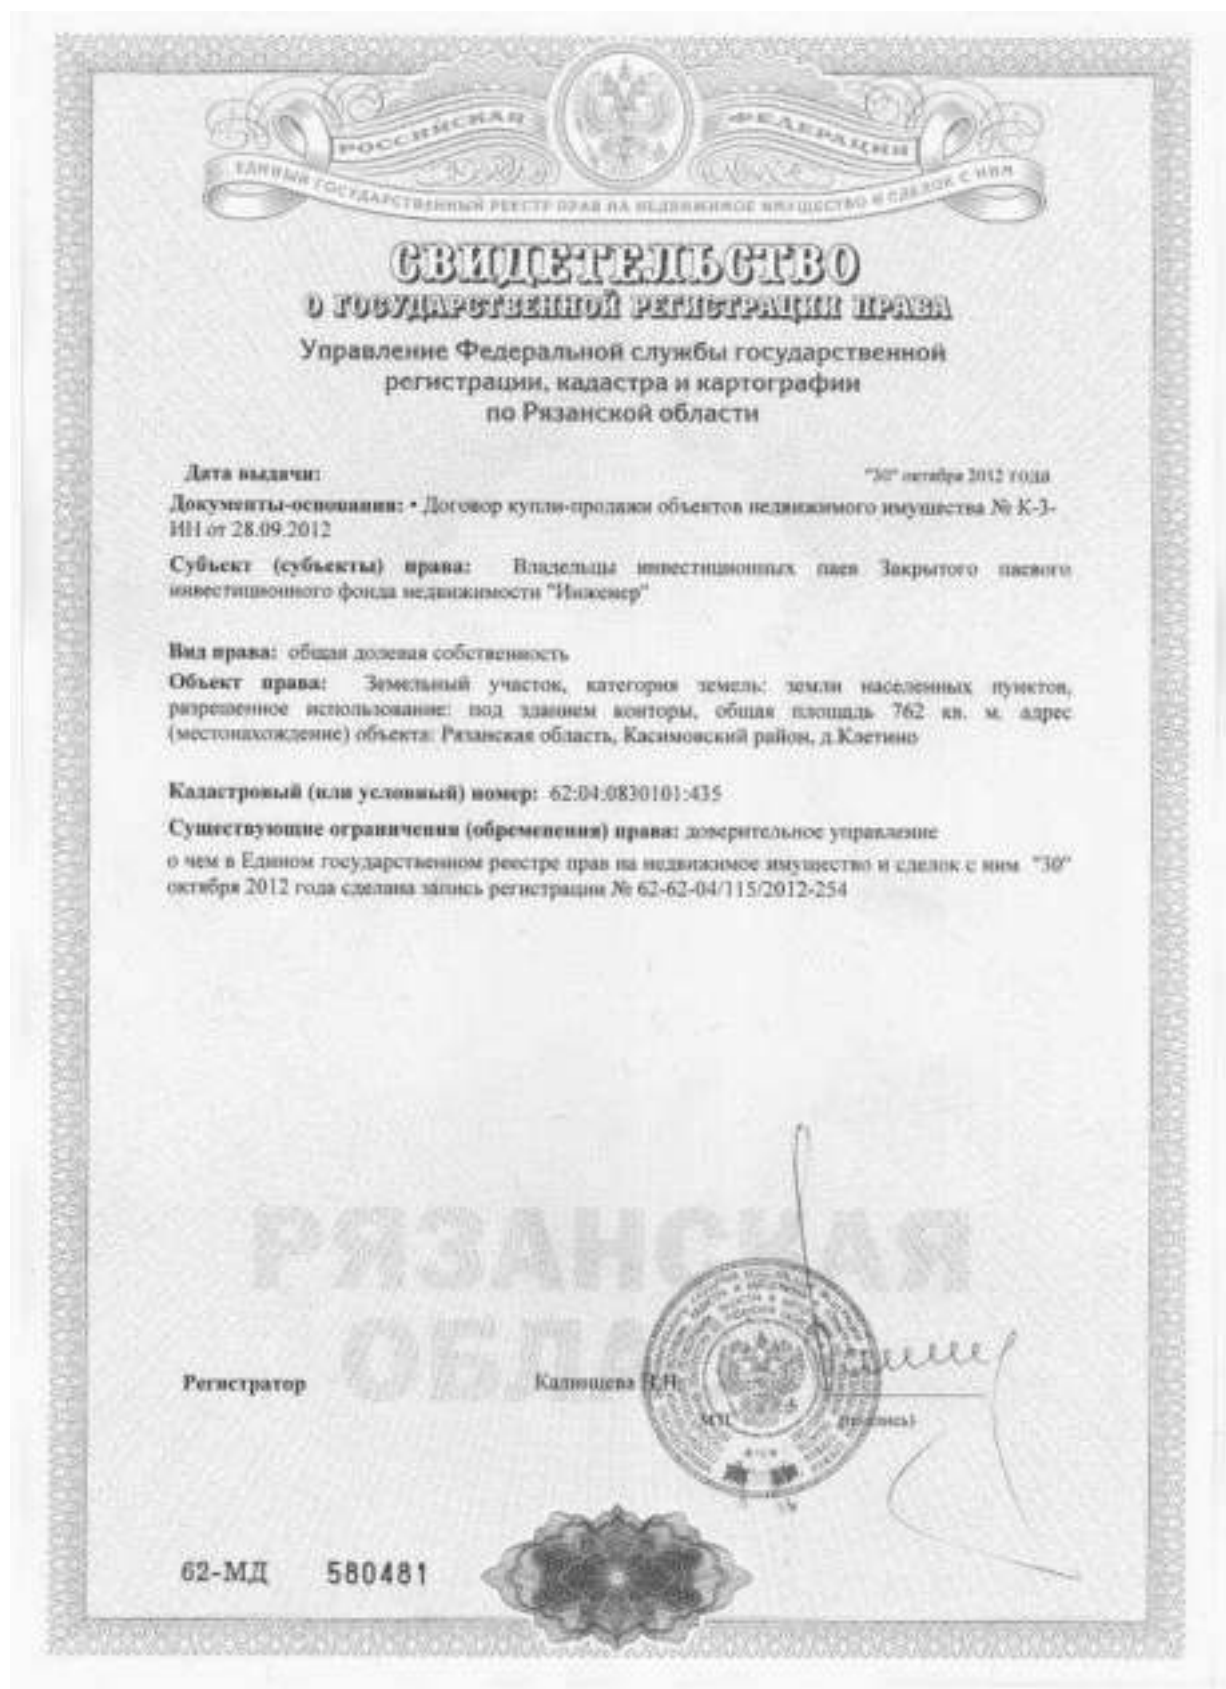 РОССИЙСКАЯ ФЕДЕРАЦИЯ
ЕДИНЫЙ ГОСУДАРСТВЕННЫЙ РЕЕСТР ПРАВ НА НЕДВИЖИМОЕ ИМУЩЕСТВО И СДЕЛОК С НИМ
СВИДЕТЕЛЬСТВО
О ГОСУДАРСТВЕННОЙ РЕГИСТРАЦИИ ПРАВА
Управление Федеральной службы государственной
регистрации, кадастра и картографии
по Рязанской области
Дата выдачи: "30" октября 2012 года
Документы-основания: • Договор купли-продажи объектов недвижимого имущества № К-3-
ИН от 28.09.2012
Субъект (субъекты) права: Владельцы инвестиционных паев Закрытого паевого
инвестиционного фонда недвижимости "Инженер"
Вид права: общая долевая собственность
Объект права: Земельный участок, категория земель: земли населенных пунктов,
разрешенное использование: под зданием конторы, общая площадь 762 кв. м, адрес
(местонахождение) объекта: Рязанская область, Касимовский район, д.Клетино
Кадастровый (или условный) номер: 62:04:0830101:435
Существующие ограничения (обременения) права: доверительное управление
о чем в Едином государственном реестре прав на недвижимое имущество и сделок с ним "30"
октября 2012 года сделана запись регистрации № 62-62-04/115/2012-254
РЯЗАНСКАЯ
Регистратор
М.П.
(подпись)
62-МД 580481